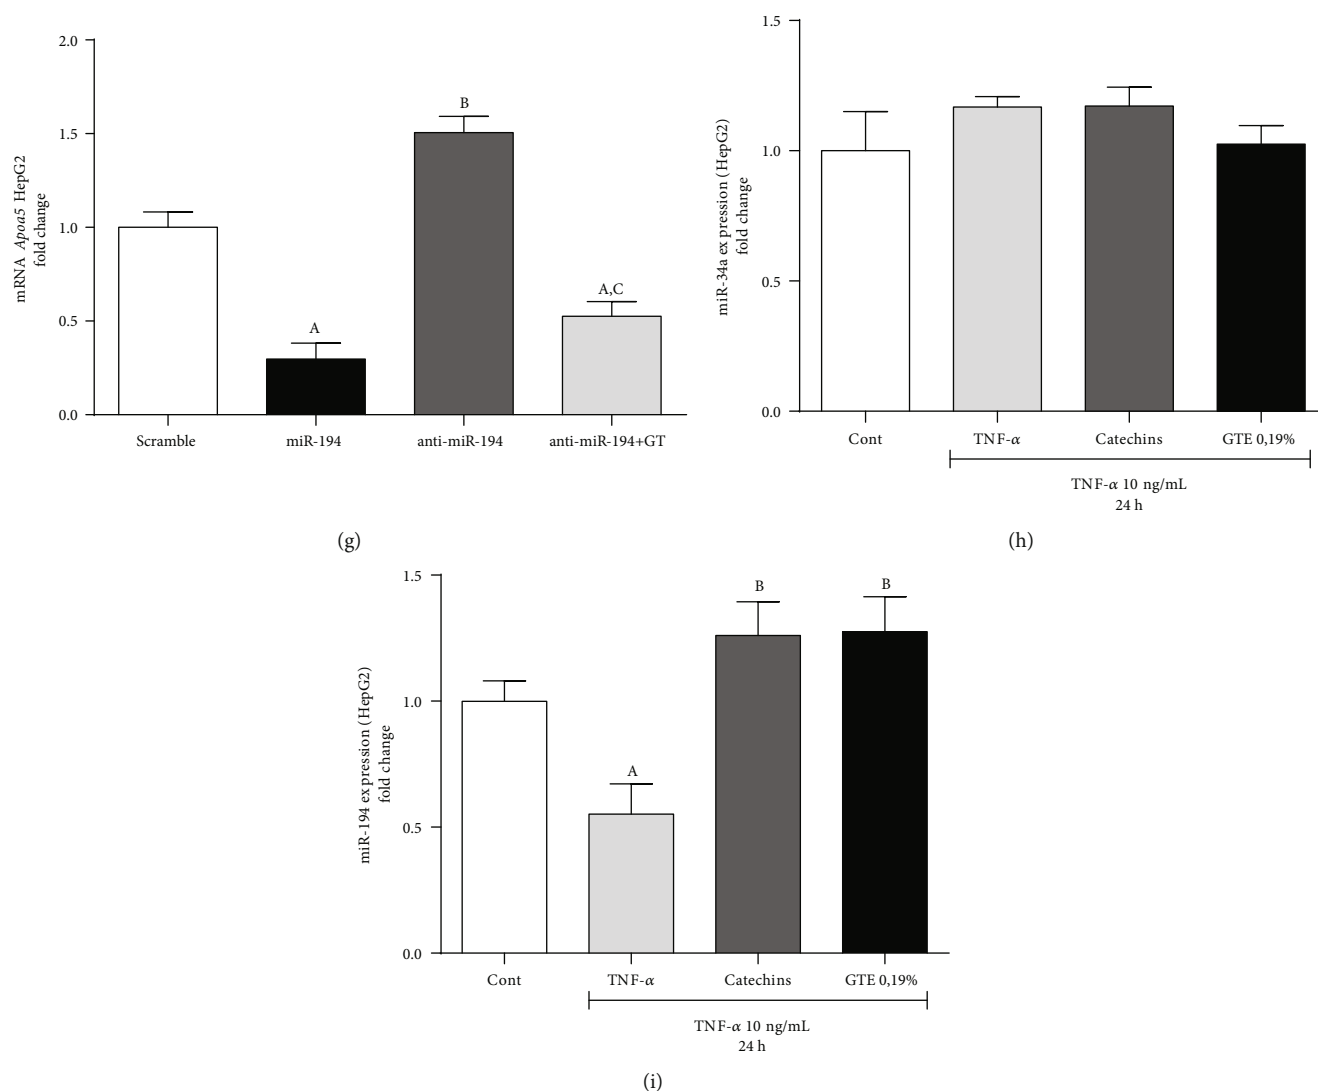 2.0
1.5
1.0
0.5
0.0
mRNA Apoa5 HepG2
fold change
A
B
A,C
Scramble
miR-194
anti-miR-194
anti-miR-194+GT
(g)
1.5
1.0
0.5
0.0
miR-34a ex pression (HepG2)
fold change
Cont
TNF-α
Catechins
GTE 0,19%
TNF-α 10 ng/mL
24 h
(h)
1.5
1.0
0.5
0.0
miR-194 ex pression (HepG2)
fold change
A
B
B
Cont
TNF-α
Catechins
GTE 0,19%
TNF-α 10 ng/mL
24 h
(i)